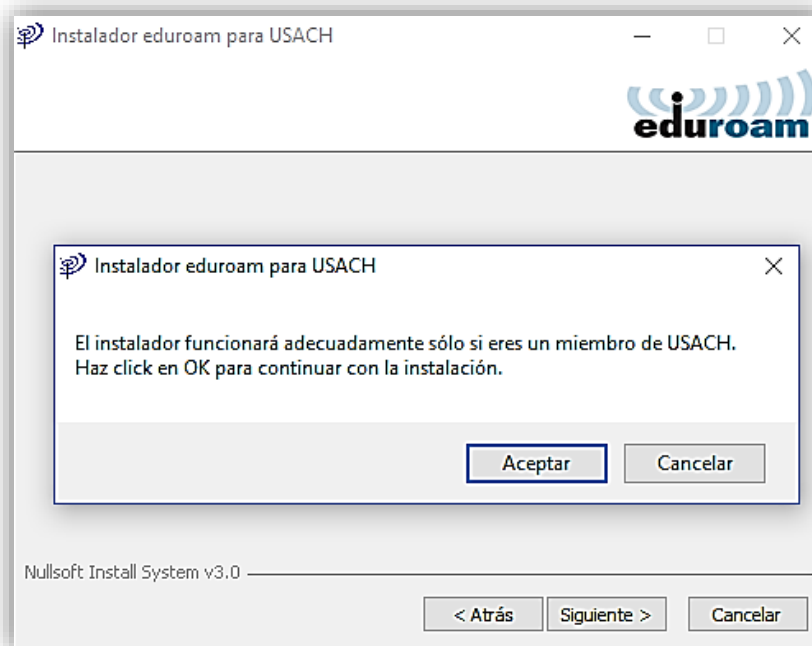 Instalador eduroam para USACH
eduroam
Instalador eduroam para USACH
El instalador funcionará adecuadamente sólo si eres un miembro de USACH.
Haz click en OK para continuar con la instalación.
Aceptar
Cancelar
Nullsoft Install System v3.0
< Atrás
Siguiente >
Cancelar